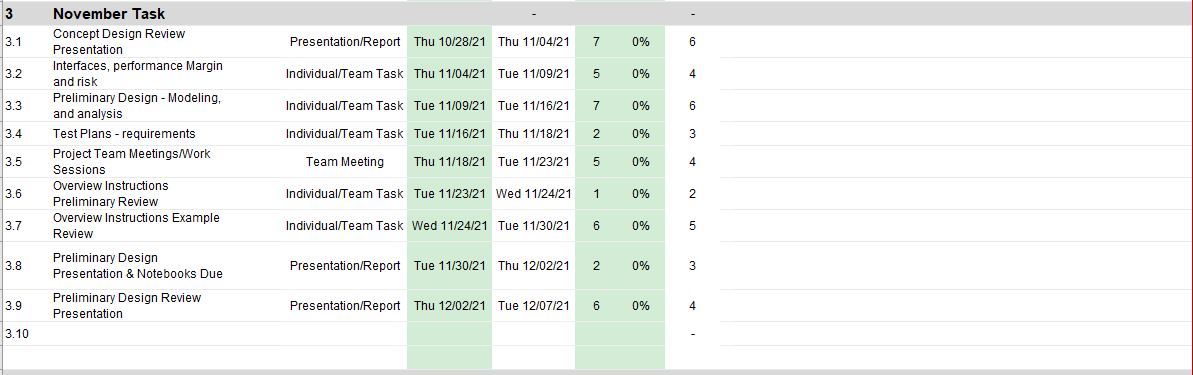 3 November Task - -
3.1 Concept Design Review Presentation Presentation/Report Thu 10/28/21 Thu 11/04/21 7 0% 6
3.2 Interfaces, performance Margin and risk Individual/Team Task Thu 11/04/21 Tue 11/09/21 5 0% 4
3.3 Preliminary Design - Modeling, and analysis Individual/Team Task Tue 11/09/21 Tue 11/16/21 7 0% 6
3.4 Test Plans - requirements Individual/Team Task Tue 11/16/21 Thu 11/18/21 2 0% 3
3.5 Project Team Meetings/Work Sessions Team Meeting Thu 11/18/21 Tue 11/23/21 5 0% 4
3.6 Overview Instructions Preliminary Review Individual/Team Task Tue 11/23/21 Wed 11/24/21 1 0% 2
3.7 Overview Instructions Example Review Individual/Team Task Wed 11/24/21 Tue 11/30/21 6 0% 5
3.8 Preliminary Design Presentation & Notebooks Due Presentation/Report Tue 11/30/21 Thu 12/02/21 2 0% 3
3.9 Preliminary Design Review Presentation Presentation/Report Thu 12/02/21 Tue 12/07/21 6 0% 4
3.10 -